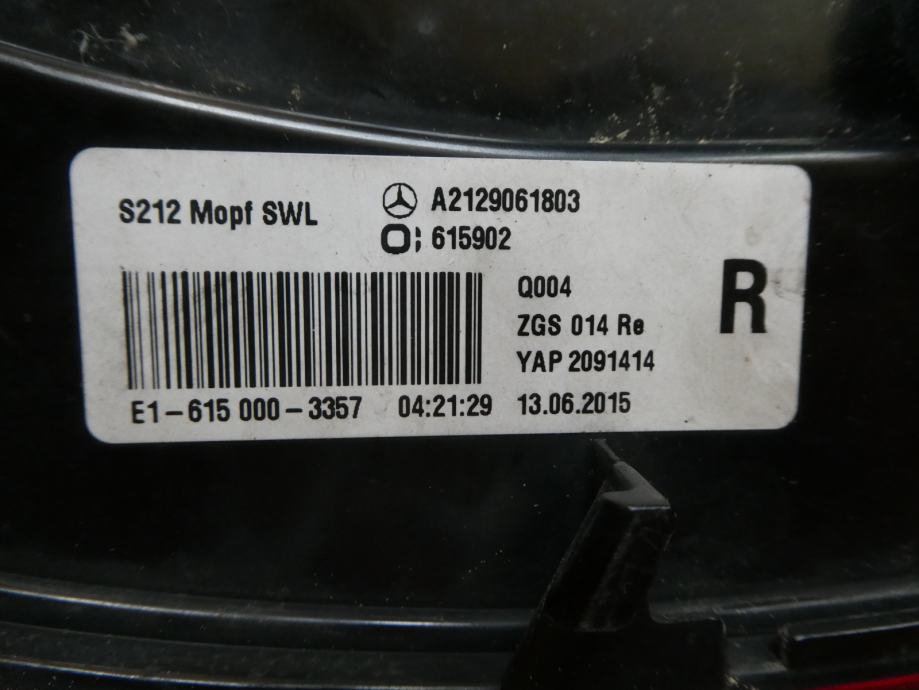 S212 Mopf SWL
A2129061803
615902
Q004
ZGS 014 Re
YAP 2091414
R
E1-615 000-3357 04:21:29 13.06.2015